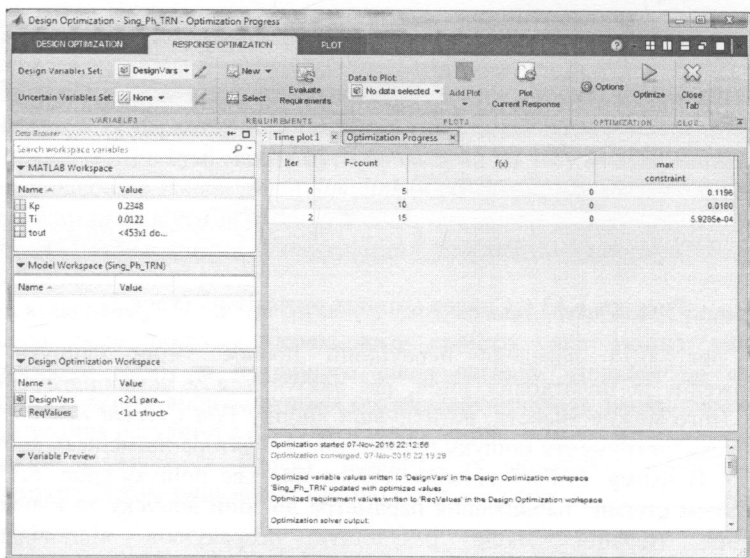 Design Optimization - Sing_Ph_TRN - Optimization Progress
DESIGN OPTIMIZATION
RESPONSE OPTIMIZATION
PLOT
Design Variables Set: DesignVars
Uncertain Variables Set: None
VARIABLES
New
Select
Evaluate
Requirements
REQUIREMENTS
Data to Plot:
No data selected
Add Plot
Plot
Current Response
PLOTS
Options
Optimize
OPTIMIZATION
Close
Tab
Data Browser
Search workspace variables
MATLAB Workspace
Name Value
Kp 0.2348
Ti 0.0122
tout <453x1 do...
Model Workspace (Sing_Ph_TRN)
Name Value
Design Optimization Workspace
Name Value
DesignVars <2x1 para...
ReqValues <1x1 struct>
Variable Preview
Time plot 1
Optimization Progress
Iter F-count f(x) max
constraint
0 5 0 0.1196
1 10 0 0.0160
2 15 0 5.9285e-04
Optimization started 07-Nov-2016 22:12:56
Optimization converged, 07-Nov-2016 22:19:29
Optimized variable values written to 'DesignVars' in the Design Optimization workspace
'Sing_Ph_TRN' updated with optimized values
Optimized requirement values written to 'ReqValues' in the Design Optimization workspace
Optimization solver output: